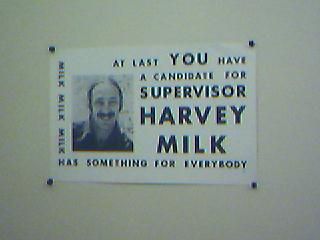 AT LAST YOU HAVE
A CANDIDATE FOR
SUPERVISOR
HARVEY
MILK
MILK MILK MILK
HAS SOMETHING FOR EVERYBODY